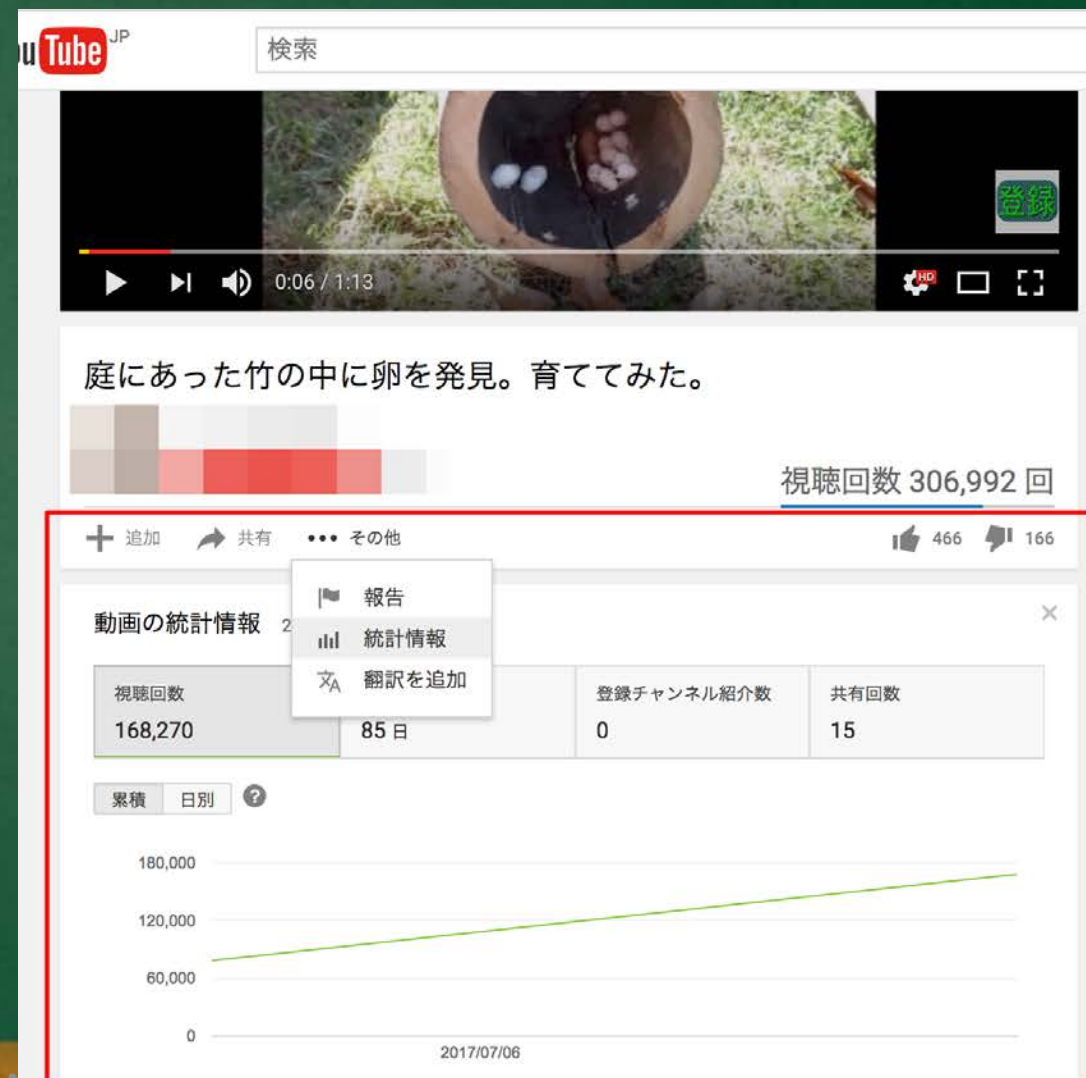 ou Tube JP
検索
登録
0:06 / 1:13
HD
庭にあった竹の中に卵を発見。育ててみた。
視聴回数 306,992 回
追加 共有 ••• その他 466 166
報告
動画の統計情報 2
統計情報
翻訳を追加
視聴回数 登録チャンネル紹介数 共有回数
168,270 85 日 0 15
累積 日別 ?
180,000
120,000
60,000
0
2017/07/06